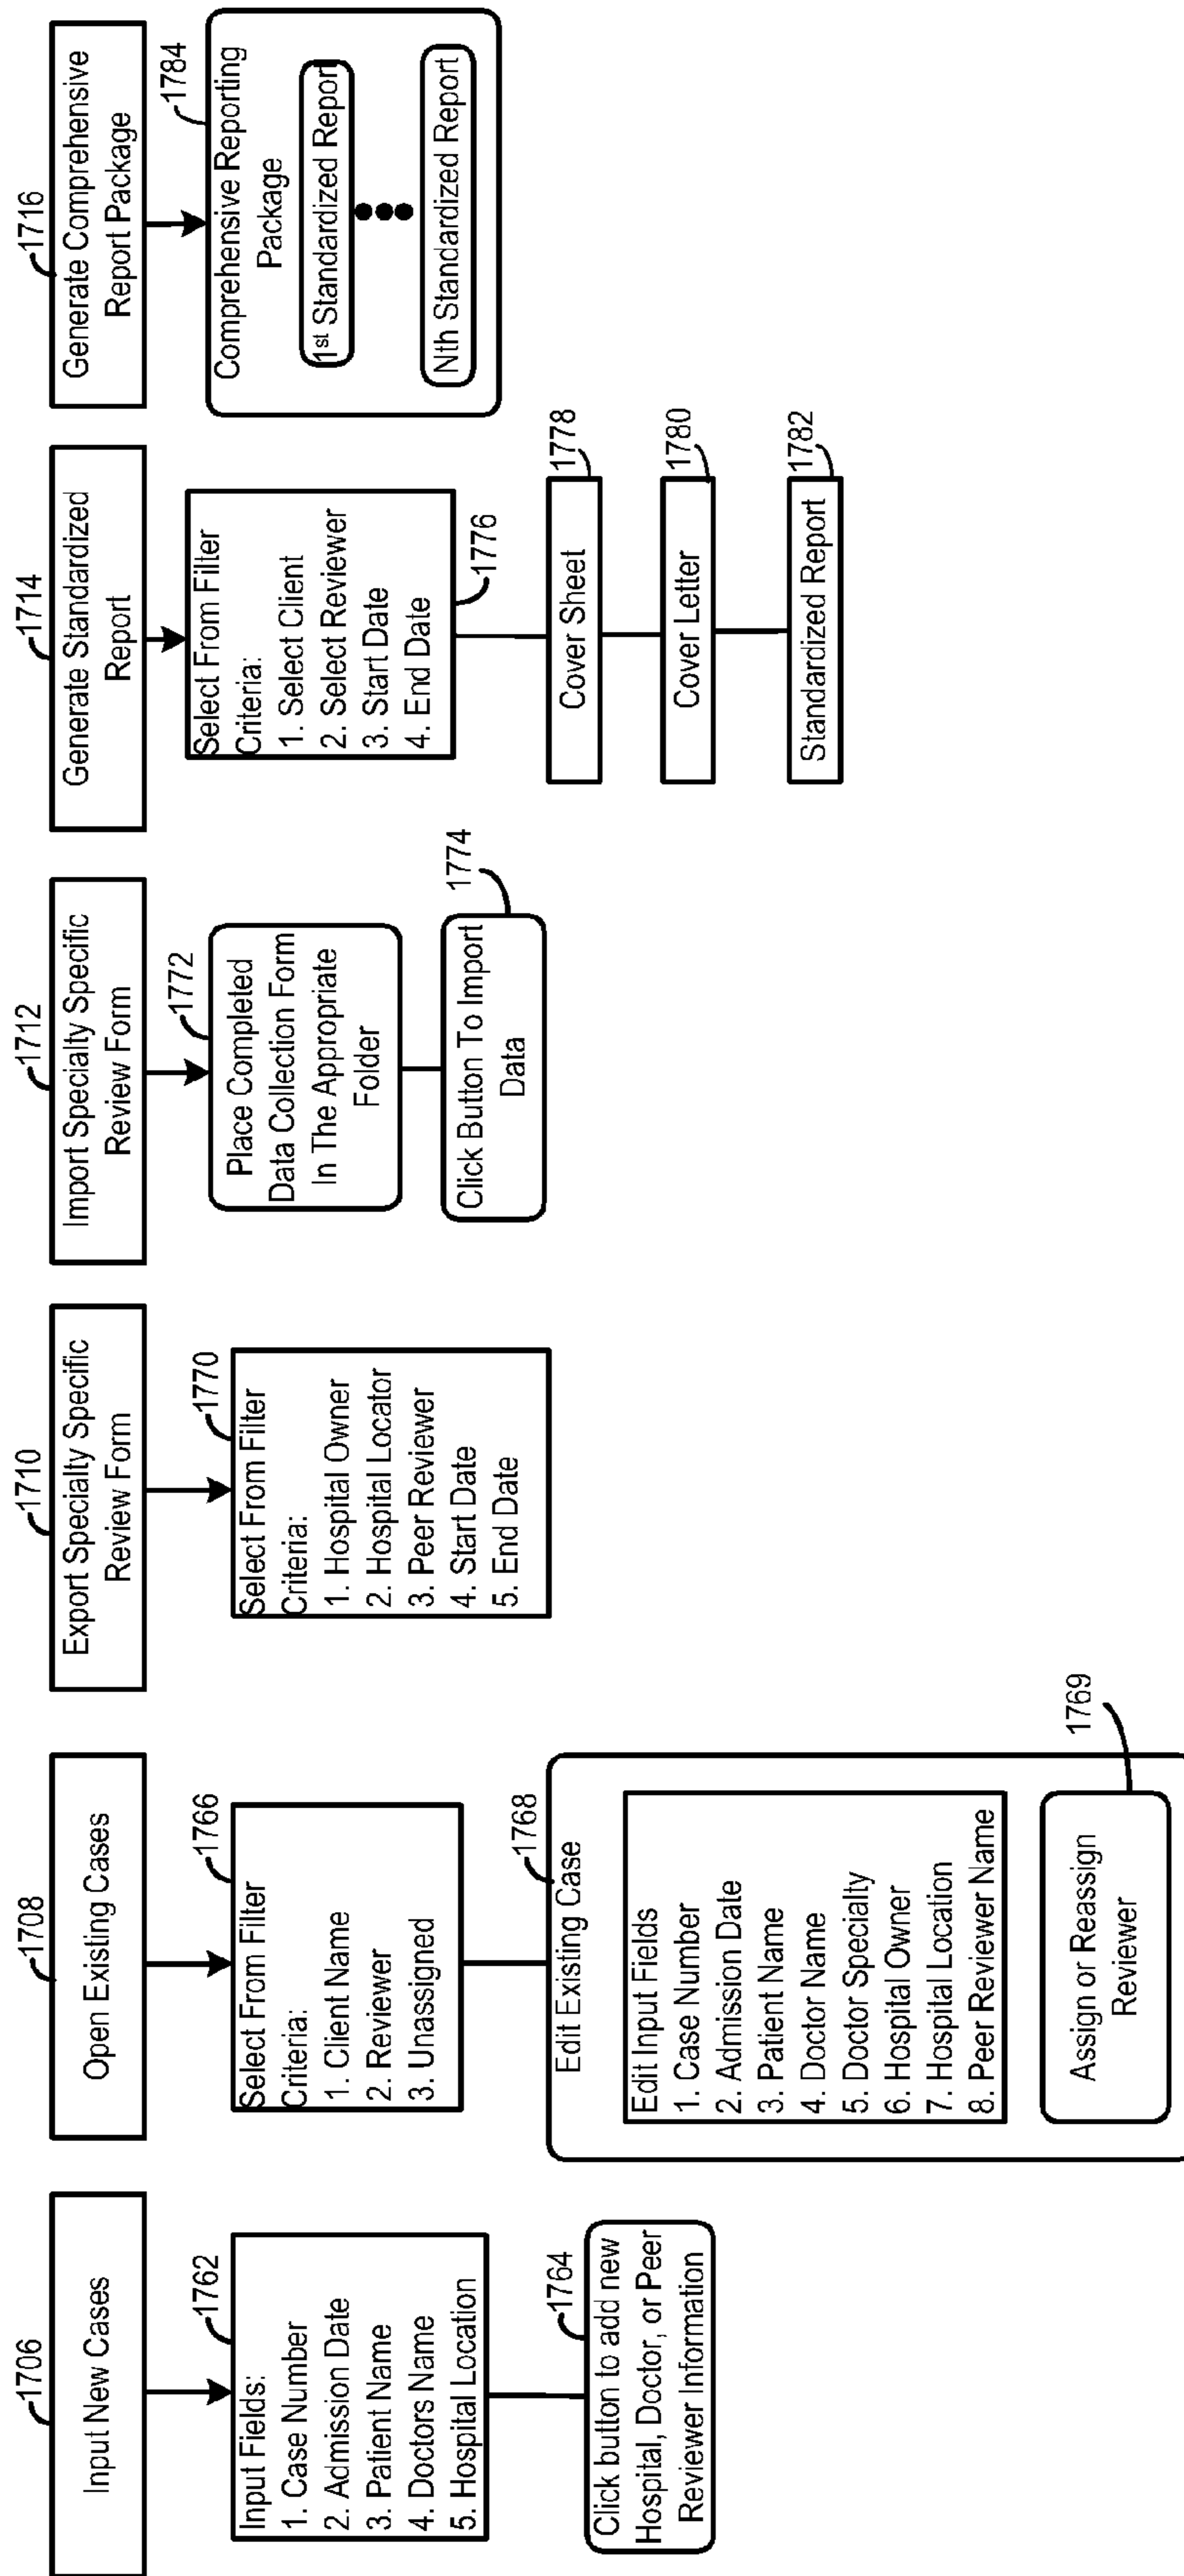 1706
Input New Cases
1762
Input Fields:
1. Case Number
2. Admission Date
3. Patient Name
4. Doctors Name
5. Hospital Location
1764
Click button to add new
Hospital, Doctor, or Peer
Reviewer Information
1708
Open Existing Cases
1766
Select From Filter
Criteria:
1. Client Name
2. Reviewer
3. Unassigned
1768
Edit Existing Case
Edit Input Fields
1. Case Number
2. Admission Date
3. Patient Name
4. Doctor Name
5. Doctor Specialty
6. Hospital Owner
7. Hospital Location
8. Peer Reviewer Name
1769
Assign or Reassign
Reviewer
1710
Export Specialty Specific
Review Form
1770
Select From Filter
Criteria:
1. Hospital Owner
2. Hospital Locator
3. Peer Reviewer
4. Start Date
5. End Date
1712
Import Specialty Specific
Review Form
1772
Place Completed
Data Collection Form
In The Appropriate
Folder
1774
Click Button To Import
Data
1714
Generate Standardized
Report
Select From Filter
Criteria:
1. Select Client
2. Select Reviewer
3. Start Date
4. End Date
1776
1778
Cover Sheet
1780
Cover Letter
1782
Standardized Report
1716
Generate Comprehensive
Report Package
1784
Comprehensive Reporting
Package
1st Standardized Report
Nth Standardized Report